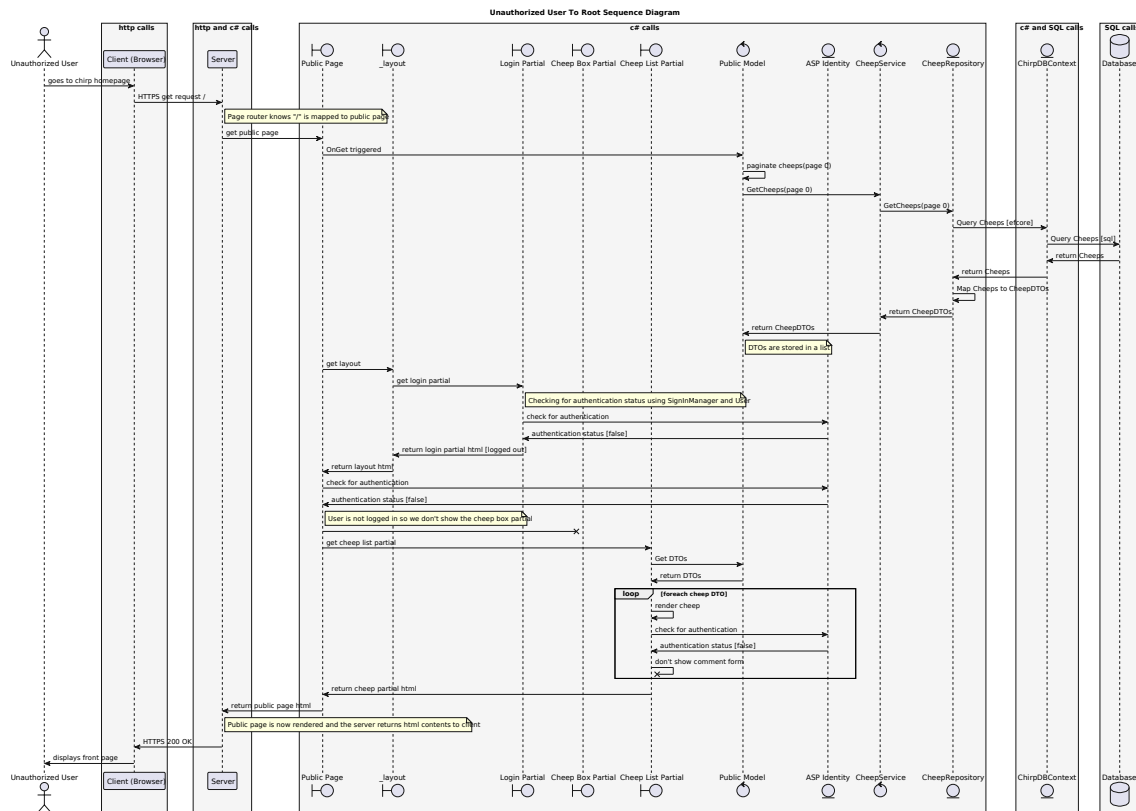 Unauthorized User To Root Sequence Diagram
http calls
http and c# calls
c# calls
c# and SQL calls
SQL calls
Unauthorized User
Client (Browser)
Server
Public Page
_layout
Login Partial
Cheep Box Partial
Cheep List Partial
Public Model
ASP Identity
CheepService
CheepRepository
ChirpDBContext
Database
goes to chirp homepage
HTTPS get request /
Page router knows "/" is mapped to public page
get public page
OnGet triggered
paginate cheeps(page 0)
GetCheeps(page 0)
GetCheeps(page 0)
Query Cheeps [efcore]
Query Cheeps [sql]
return Cheeps
return Cheeps
Map Cheeps to CheepDTOs
return CheepDTOs
return CheepDTOs
DTOs are stored in a list
get layout
get login partial
Checking for authentication status using SignInManager and User
check for authentication
authentication status [false]
return login partial html [logged out]
return layout html
check for authentication
authentication status [false]
User is not logged in so we don't show the cheep box partial
get cheep list partial
Get DTOs
return DTOs
loop [foreach cheep DTO]
render cheep
check for authentication
authentication status [false]
don't show comment form
return cheep partial html
return public page html
Public page is now rendered and the server returns html contents to client
HTTPS 200 OK
displays front page
Unauthorized User
Client (Browser)
Server
Public Page
_layout
Login Partial
Cheep Box Partial
Cheep List Partial
Public Model
ASP Identity
CheepService
CheepRepository
ChirpDBContext
Database